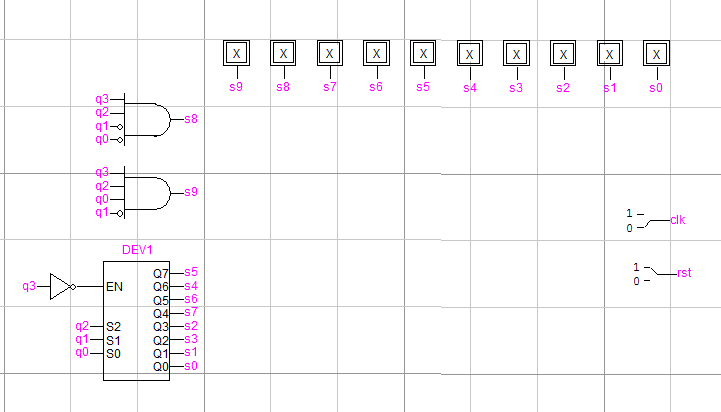 X X X X X X X X X X
s9 s8 s7 s6 s5 s4 s3 s2 s1 s0
q3
q2
q1
q0
s8
q3
q2
q0
q1
s9
1
0
clk
1
0
rst
DEV1
q3
EN
q2 S2
q1 S1
q0 S0
Q7 s5
Q6 s4
Q5 s6
Q4 s7
Q3 s2
Q2 s3
Q1 s1
Q0 s0